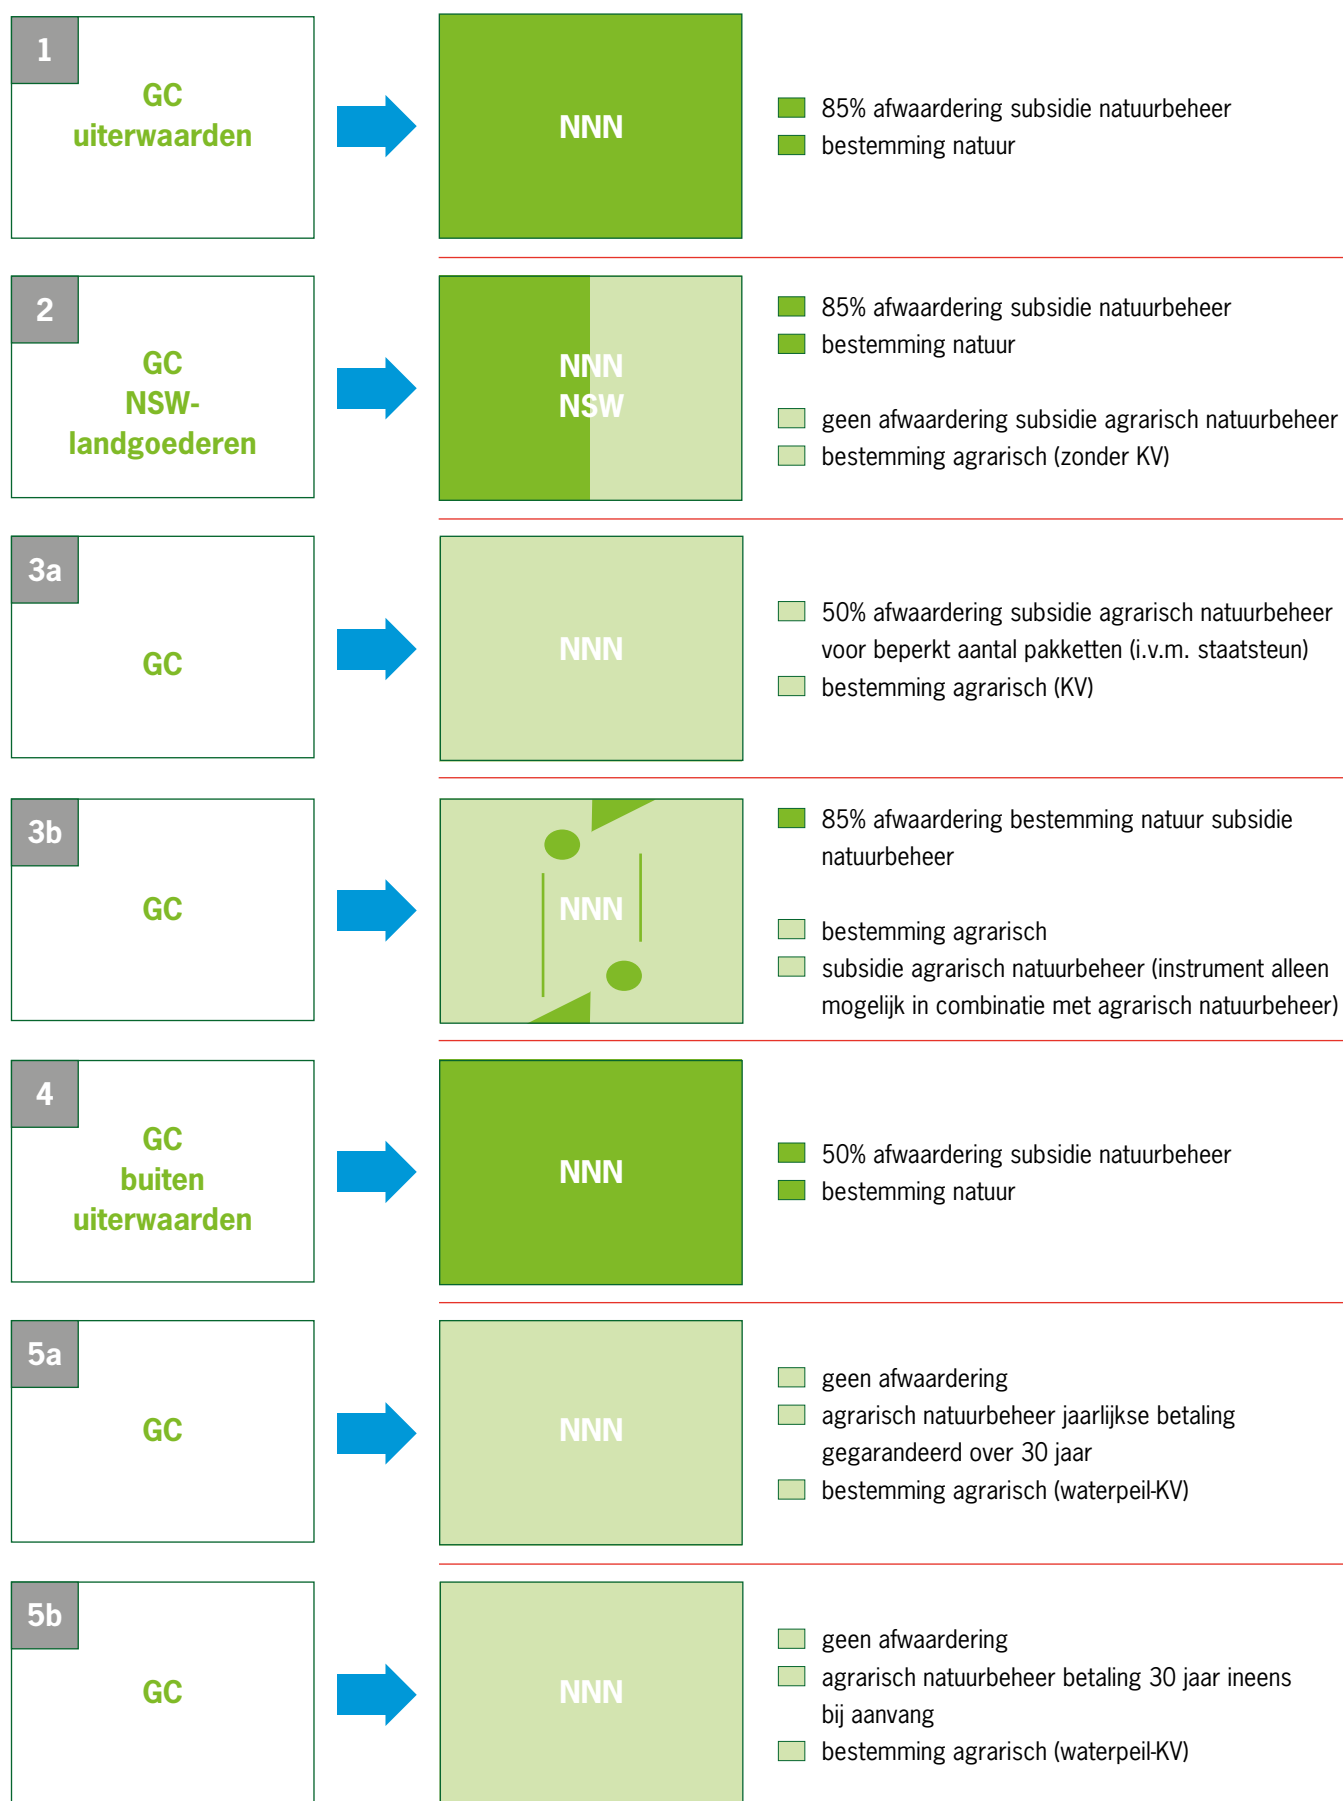 1
GC
uiterwaarden
NNN
85% afwaardering subsidie natuurbeheer
bestemming natuur
2
GC
NSW-
landgoederen
NNN
NSW
85% afwaardering subsidie natuurbeheer
bestemming natuur
geen afwaardering subsidie agrarisch natuurbeheer
bestemming agrarisch (zonder KV)
3a
GC
NNN
50% afwaardering subsidie agrarisch natuurbeheer
voor beperkt aantal pakketten (i.v.m. staatsteun)
bestemming agrarisch (KV)
3b
GC
NNN
85% afwaardering bestemming natuur subsidie
natuurbeheer
bestemming agrarisch
subsidie agrarisch natuurbeheer (instrument alleen
mogelijk in combinatie met agrarisch natuurbeheer)
4
GC
buiten
uiterwaarden
NNN
50% afwaardering subsidie natuurbeheer
bestemming natuur
5a
GC
NNN
geen afwaardering
agrarisch natuurbeheer jaarlijkse betaling
gegarandeerd over 30 jaar
bestemming agrarisch (waterpeil-KV)
5b
GC
NNN
geen afwaardering
agrarisch natuurbeheer betaling 30 jaar ineens
bij aanvang
bestemming agrarisch (waterpeil-KV)